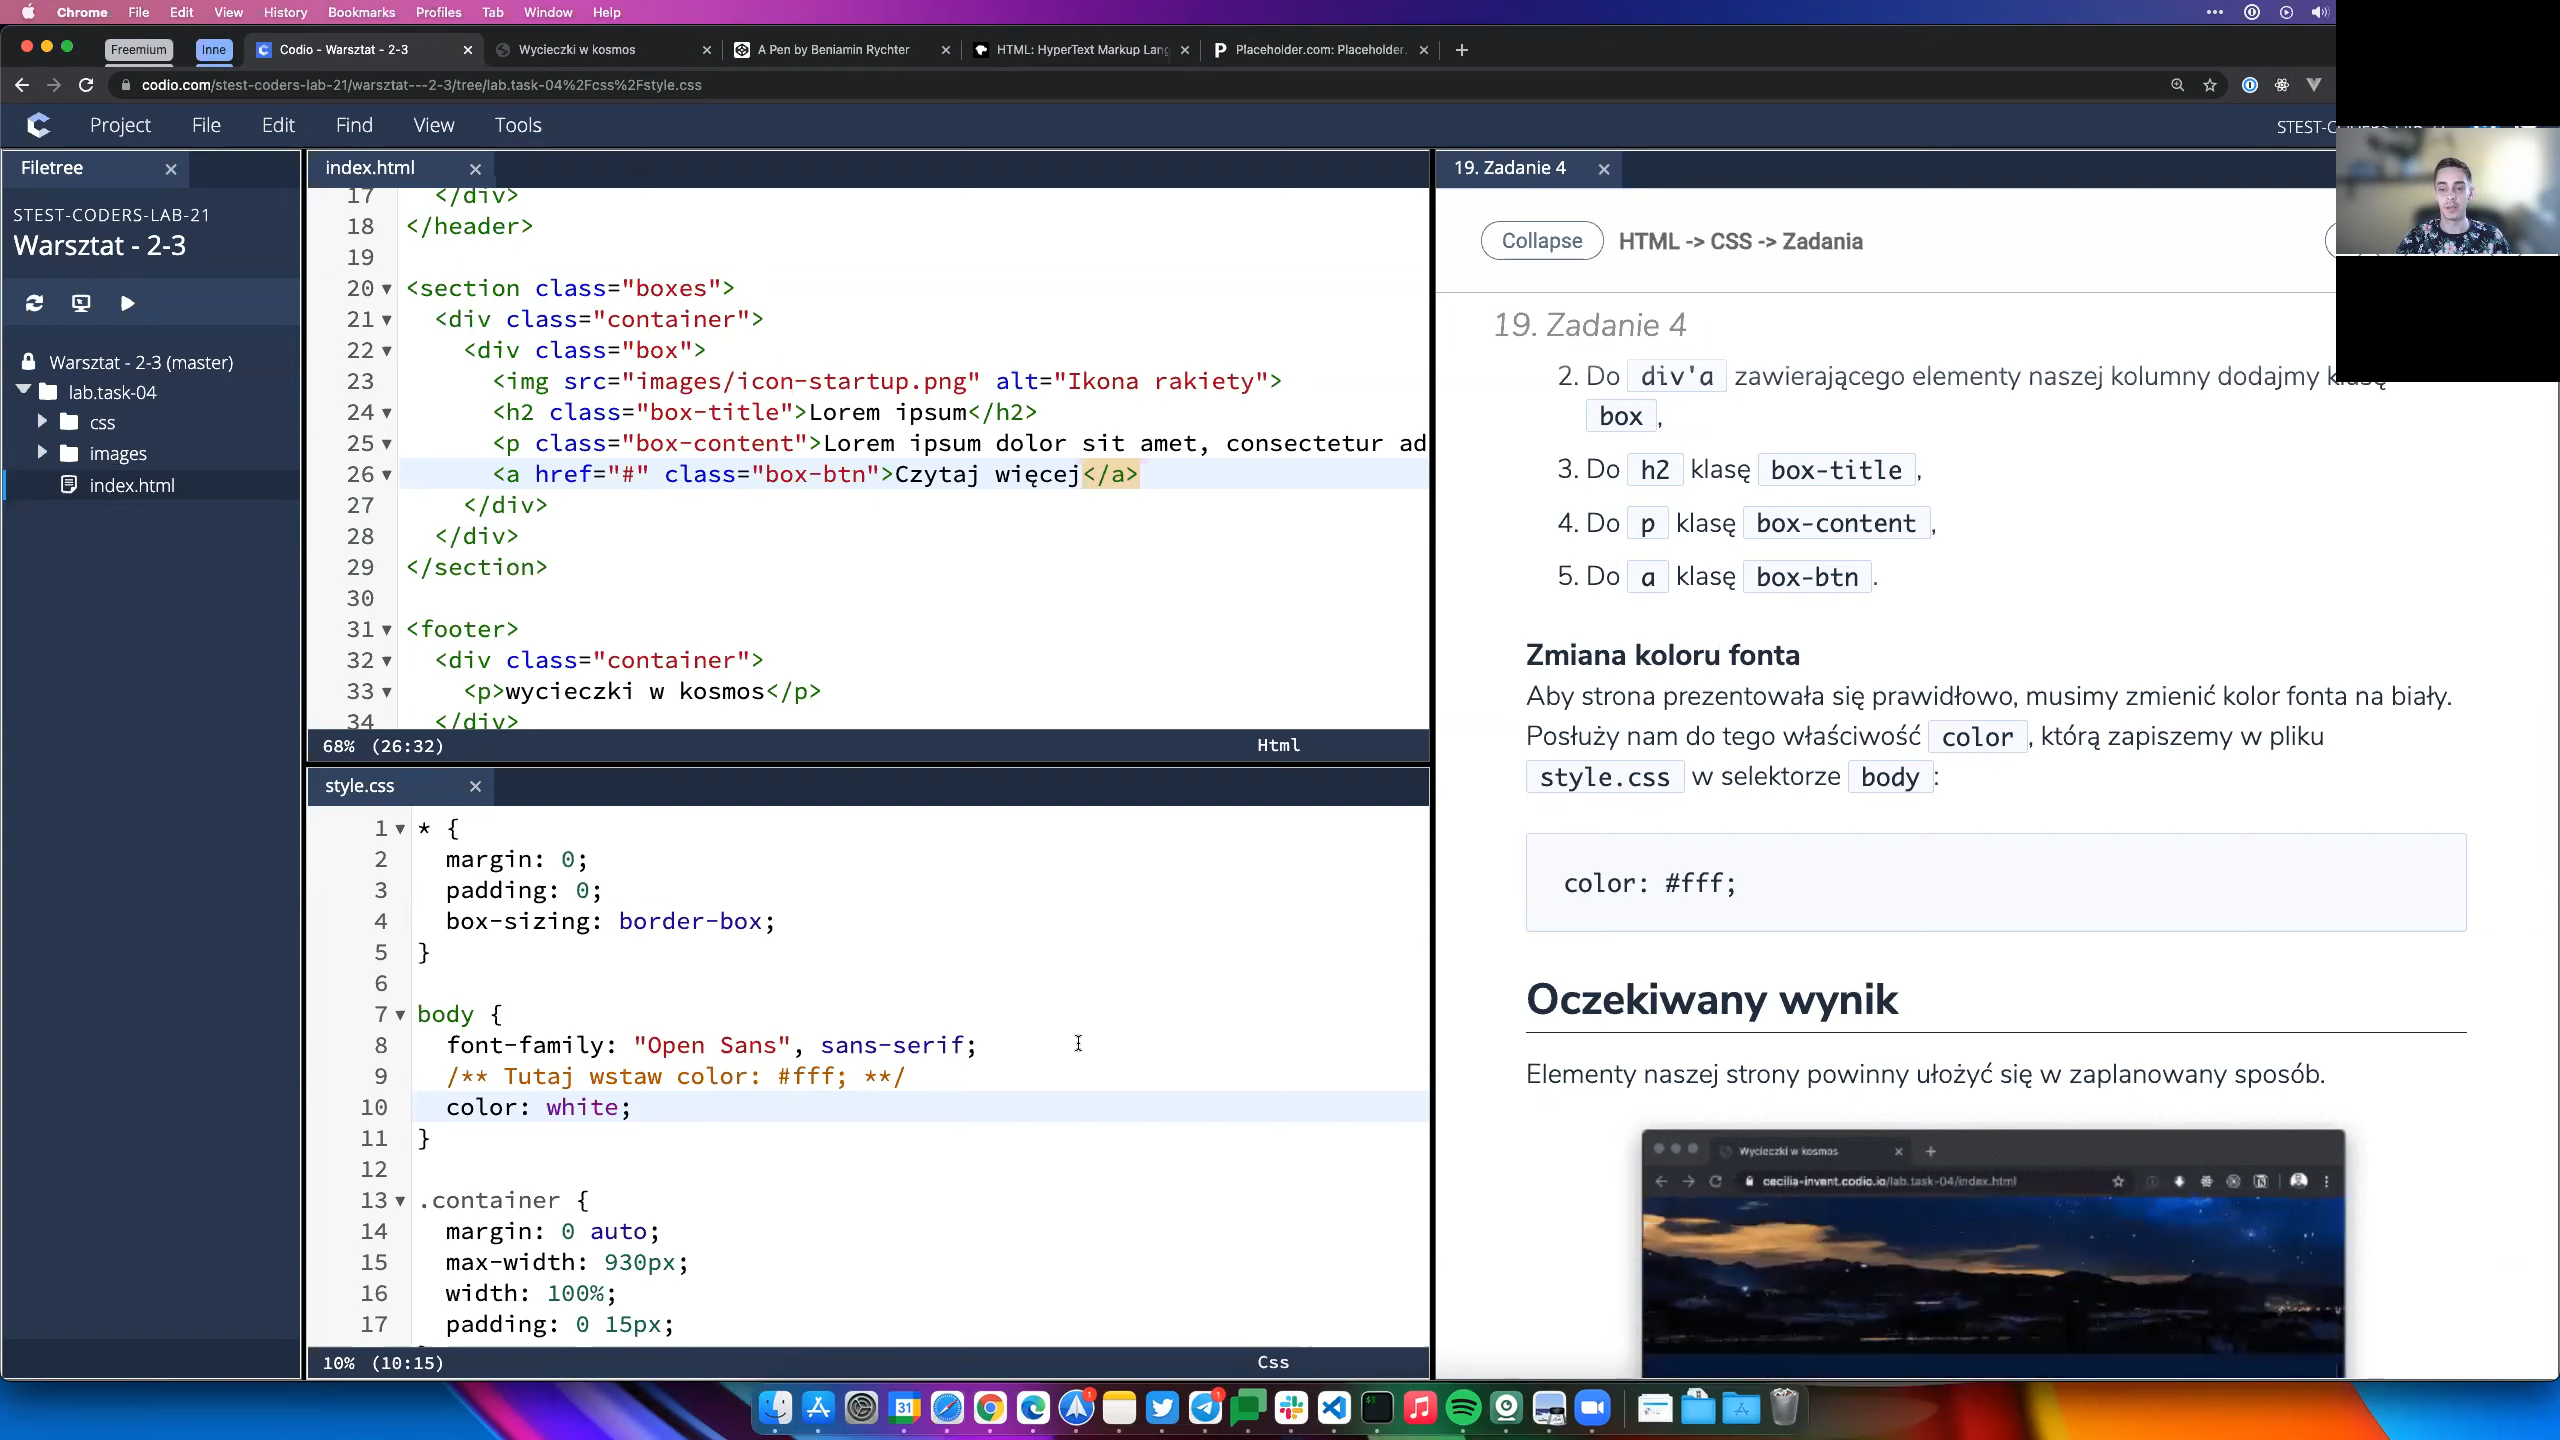 Chrome File Edit View History Bookmarks Profiles Tab Window Help
Freemium Inne Codio - Warsztat - 2-3 Wycieczki w kosmos A Pen by Beniamin Rychter HTML: HyperText Markup Lang Placeholder.com: Placeholder.
codio.com/stest-coders-lab-21/warsztat---2-3/tree/lab.task-04%2Fcss%2Fstyle.css
Project File Edit Find View Tools
Filetree
STEST-CODERS-LAB-21
Warsztat - 2-3
Warsztat - 2-3 (master)
lab.task-04
css
images
index.html
index.html
17 </div>
18 </header>
19
20 <section class="boxes">
21 <div class="container">
22 <div class="box">
23 <img src="images/icon-startup.png" alt="Ikona rakiety">
24 <h2 class="box-title">Lorem ipsum</h2>
25 <p class="box-content">Lorem ipsum dolor sit amet, consectetur ad
26 <a href="#" class="box-btn">Czytaj więcej</a>
27 </div>
28 </div>
29 </section>
30
31 <footer>
32 <div class="container">
33 <p>wycieczki w kosmos</p>
34 </div>
68% (26:32) Html
style.css
1 * {
2 margin: 0;
3 padding: 0;
4 box-sizing: border-box;
5 }
6
7 body {
8 font-family: "Open Sans", sans-serif;
9 /** Tutaj wstaw color: #fff; **/
10 color: white;
11 }
12
13 .container {
14 margin: 0 auto;
15 max-width: 930px;
16 width: 100%;
17 padding: 0 15px;
10% (10:15) Css
19. Zadanie 4
Collapse HTML -> CSS -> Zadania
19. Zadanie 4
2. Do div'a zawierającego elementy naszej kolumny dodajmy klasę
box ,
3. Do h2 klasę box-title ,
4. Do p klasę box-content ,
5. Do a klasę box-btn .
Zmiana koloru fonta
Aby strona prezentowała się prawidłowo, musimy zmienić kolor fonta na biały.
Posłuży nam do tego właściwość color , którą zapiszemy w pliku
style.css w selektorze body :
color: #fff;
Oczekiwany wynik
Elementy naszej strony powinny ułożyć się w zaplanowany sposób.
Wycieczki w kosmos
cecilia-invent.codio.io/lab.task-04/index.html